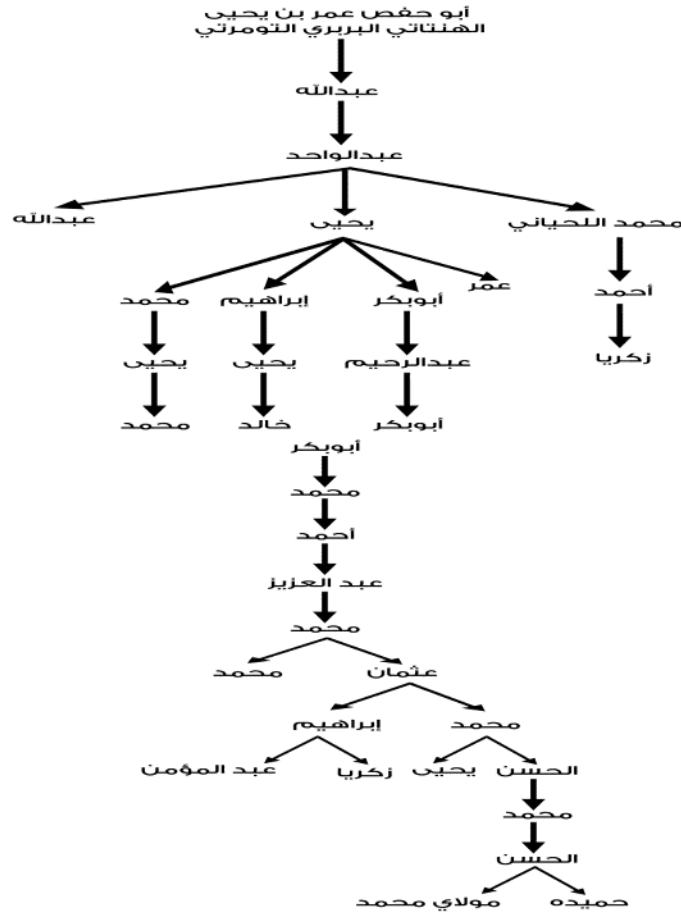 أبو حفص عمر بن يحيى
الهنتاتي البربري التومرتي
عبدالله
عبدالواحد
محمد اللحياني
يحيى
عبدالله
عمر
أبوبكر
إبراهيم
محمد
أحمد
عبدالرحيم
يحيى
يحيى
زكريا
أبوبكر
خالد
محمد
أبوبكر
محمد
أحمد
عبد العزيز
محمد
عثمان
محمد
محمد
إبراهيم
الحسن
يحيى
زكريا
عبد المؤمن
محمد
الحسن
حميده
مولاي محمد